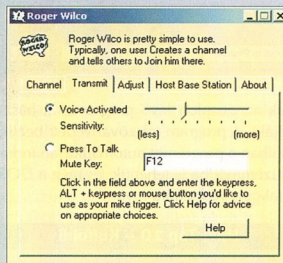 Roger Wilco
ROGER WILCO
Roger Wilco is pretty simple to use.
Typically, one user Creates a channel
and tells others to Join him there.
Channel Transmit Adjust Host Base Station About
Voice Activated
Sensitivity:
(less) (more)
Press To Talk
Mute Key: F12
Click in the field above and enter the keypress,
ALT + keypress or mouse button you'd like to
use as your mike trigger. Click Help for advice
on appropriate choices.
Help